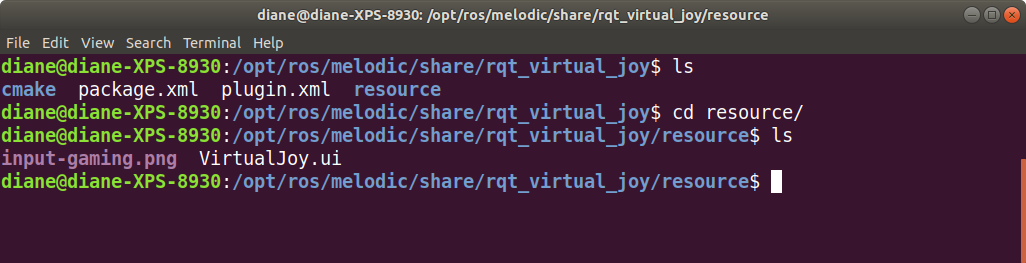 diane@diane-XPS-8930: /opt/ros/melodic/share/rqt_virtual_joy/resource
File Edit View Search Terminal Help
diane@diane-XPS-8930:/opt/ros/melodic/share/rqt_virtual_joy$ ls
cmake  package.xml  plugin.xml  resource
diane@diane-XPS-8930:/opt/ros/melodic/share/rqt_virtual_joy$ cd resource/
diane@diane-XPS-8930:/opt/ros/melodic/share/rqt_virtual_joy/resource$ ls
input-gaming.png  VirtualJoy.ui
diane@diane-XPS-8930:/opt/ros/melodic/share/rqt_virtual_joy/resource$